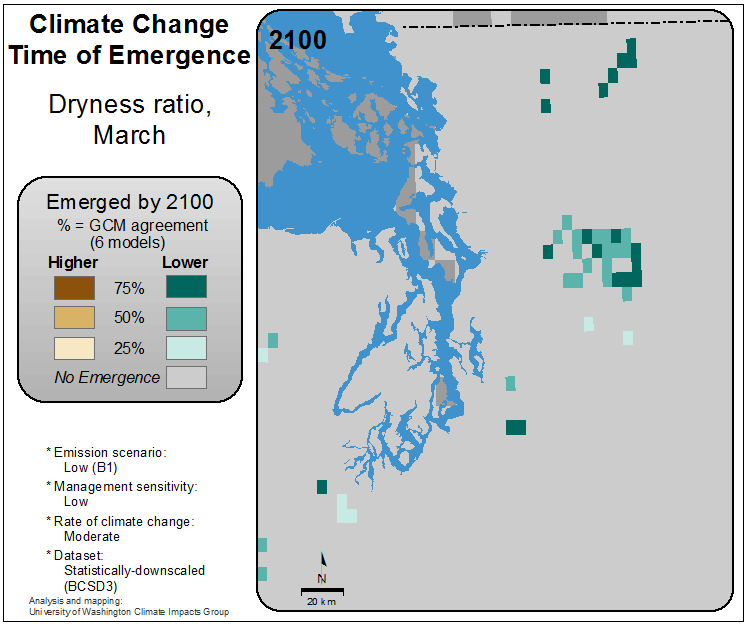 Climate Change
Time of Emergence
Dryness ratio,
March
Emerged by 2100
% = GCM agreement
(6 models)
Higher Lower
75%
50%
25%
No Emergence
* Emission scenario:
Low (B1)
* Management sensitivity:
Low
* Rate of climate change:
Moderate
* Dataset:
Statistically-downscaled
(BCSD3)
Analysis and mapping:
University of Washington Climate Impacts Group
2100
N
20 km